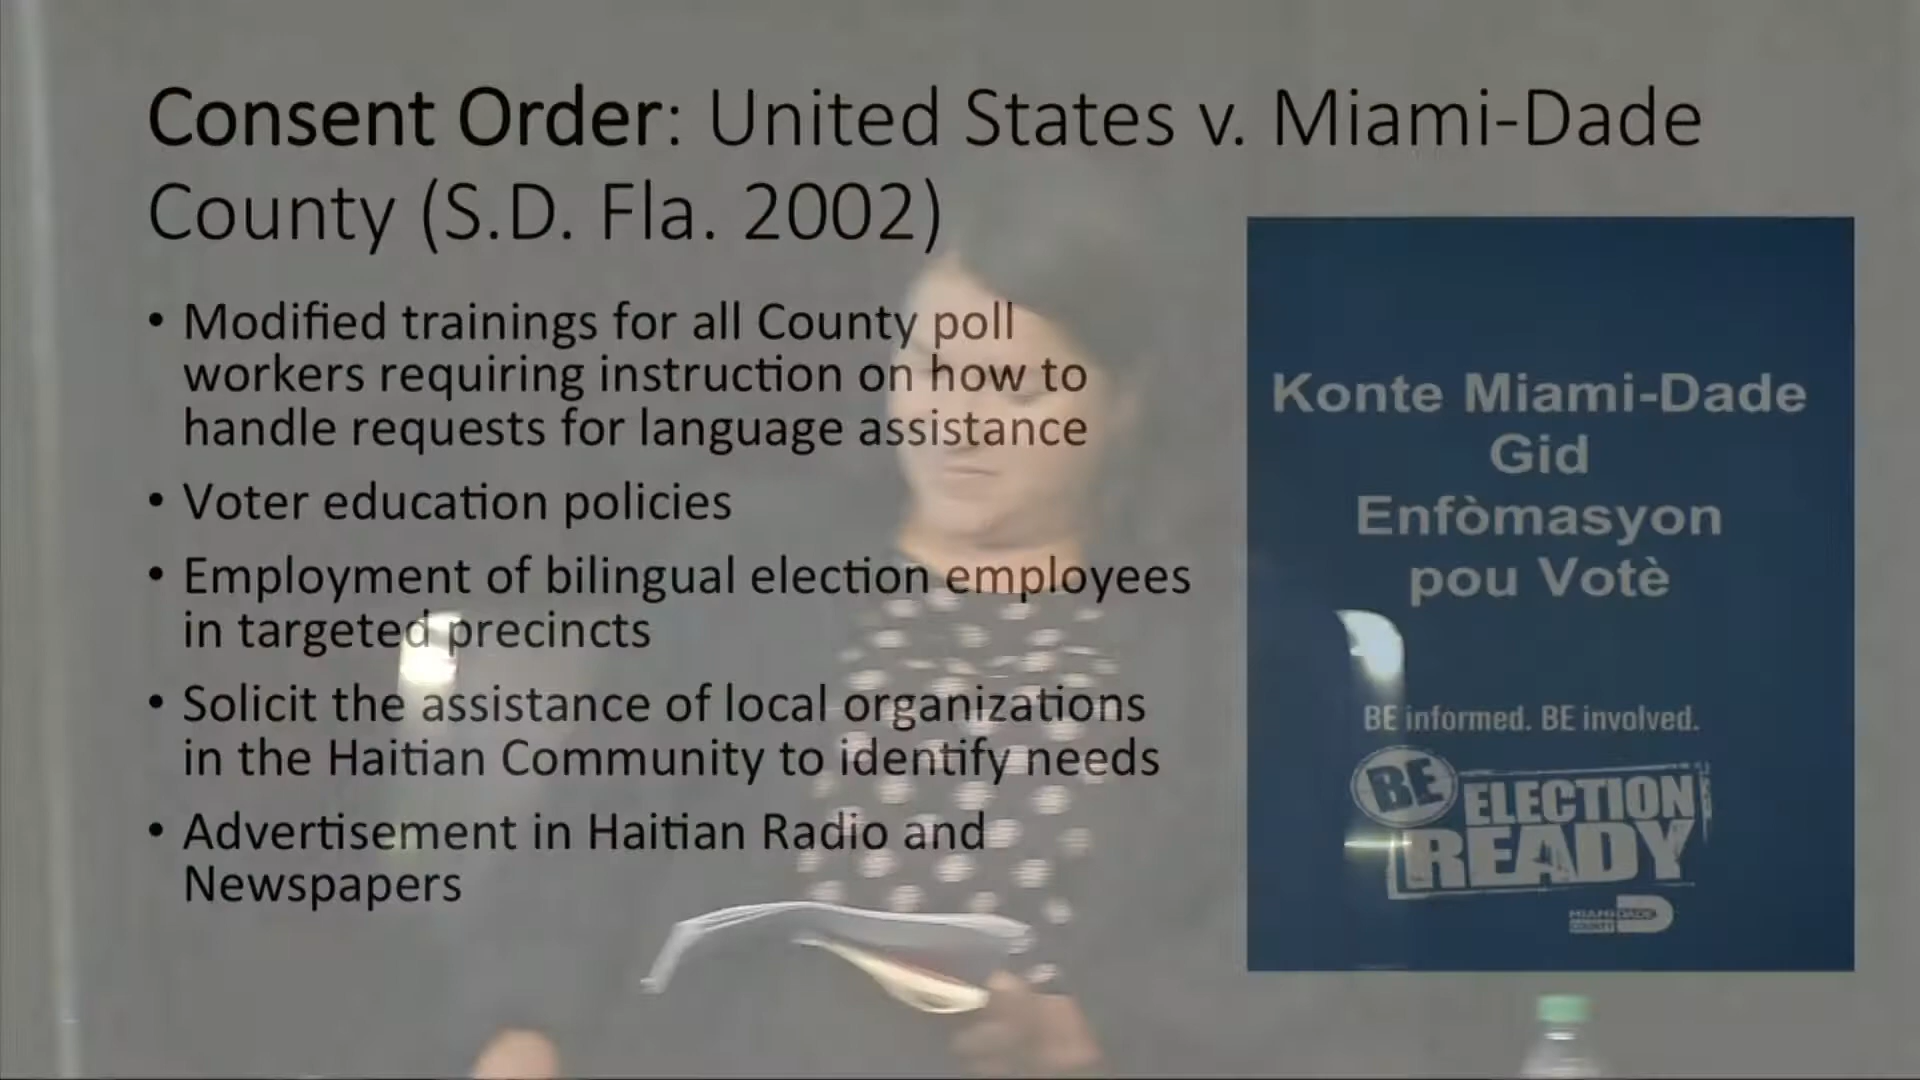 Consent Order: United States v. Miami-Dade
County (S.D. Fla. 2002)
• Modified trainings for all County poll
workers requiring instruction on how to
handle requests for language assistance
• Voter education policies
• Employment of bilingual election employees
in targeted precincts
• Solicit the assistance of local organizations
in the Haitian Community to identify needs
• Advertisement in Haitian Radio and
Newspapers
Konte Miami-Dade
Gid
Enfòmasyon
pou Votè
BE informed. BE involved.
BE ELECTION
READY
MIAMI-DADE
COUNTY